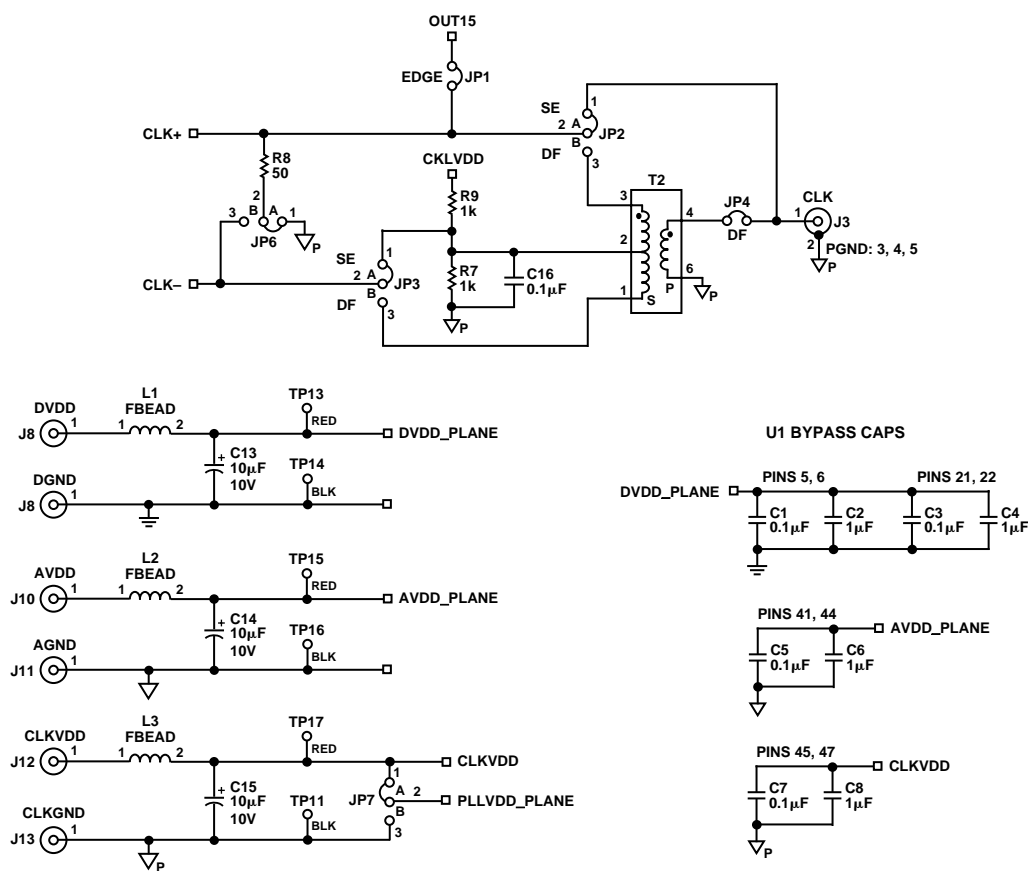 OUT15
EDGE
JP1
CLK+
R8
50
2
B A
3
1
JP6
P
CLK–
CKLVDD
R9
1k
SE
1
2 A
JP3
B
DF
3
R7
1k
P
C16
0.1µF
SE
1
2 A
JP2
B
DF
3
T2
3
2
1
S
4
P
6
P
JP4
DF
CLK
1
J3
2
PGND: 3, 4, 5
P
DVDD
J8
1
L1
FBEAD
1
2
TP13
RED
DVDD_PLANE
+
C13
10µF
10V
DGND
J8
1
TP14
BLK
AVDD
J10
1
L2
FBEAD
1
2
TP15
RED
AVDD_PLANE
+
C14
10µF
10V
AGND
J11
1
TP16
BLK
CLKVDD
J12
1
L3
FBEAD
1
2
TP17
RED
CLKVDD
+
C15
10µF
10V
1
A
JP7
2
PLLVDD_PLANE
B
3
CLKGND
J13
1
TP11
BLK
P
U1 BYPASS CAPS
PINS 5, 6
PINS 21, 22
DVDD_PLANE
C1
0.1µF
C2
1µF
C3
0.1µF
C4
1µF
PINS 41, 44
AVDD_PLANE
C5
0.1µF
C6
1µF
PINS 45, 47
CLKVDD
C7
0.1µF
C8
1µF
P